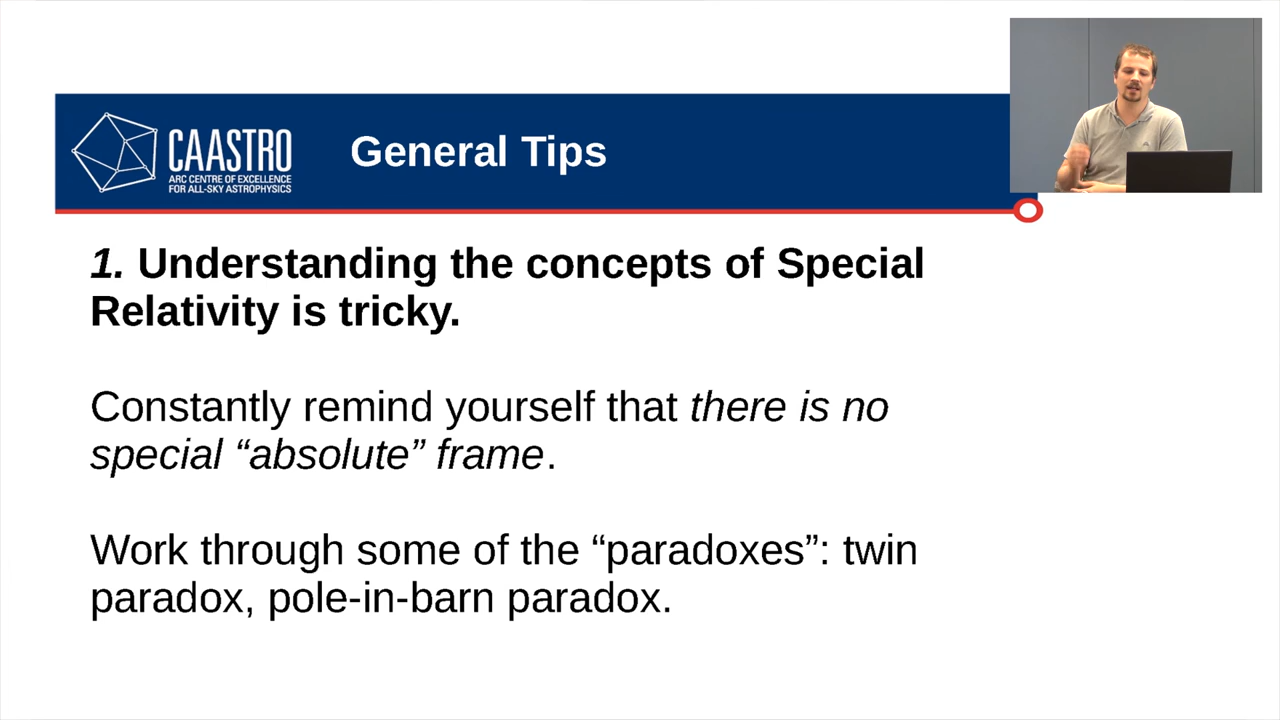 CAASTRO
ARC CENTRE OF EXCELLENCE
FOR ALL-SKY ASTROPHYSICS
General Tips
1. Understanding the concepts of Special
Relativity is tricky.
Constantly remind yourself that there is no
special “absolute” frame.
Work through some of the “paradoxes”: twin
paradox, pole-in-barn paradox.